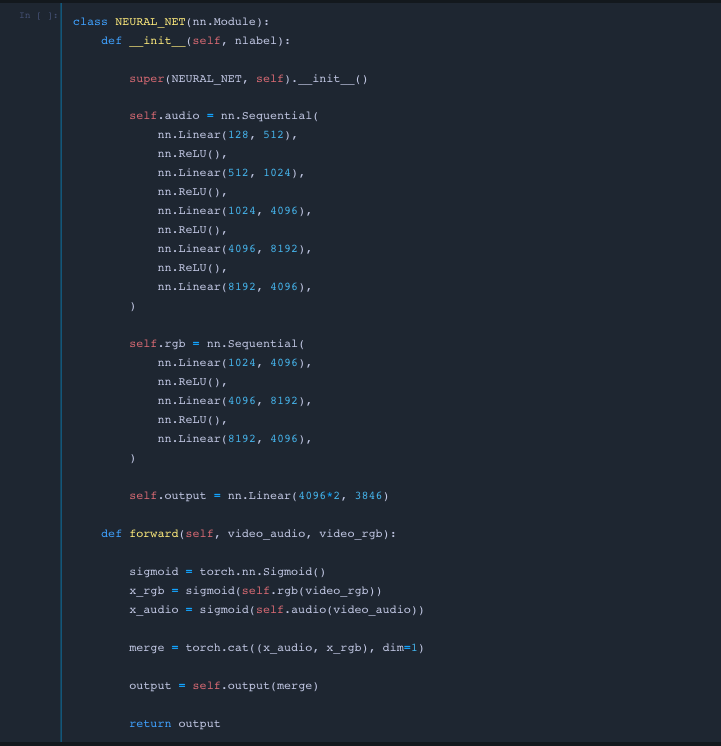 In [ ]:
class NEURAL_NET(nn.Module):
    def __init__(self, nlabel):

        super(NEURAL_NET, self).__init__()

        self.audio = nn.Sequential(
            nn.Linear(128, 512),
            nn.ReLU(),
            nn.Linear(512, 1024),
            nn.ReLU(),
            nn.Linear(1024, 4096),
            nn.ReLU(),
            nn.Linear(4096, 8192),
            nn.ReLU(),
            nn.Linear(8192, 4096),
        )

        self.rgb = nn.Sequential(
            nn.Linear(1024, 4096),
            nn.ReLU(),
            nn.Linear(4096, 8192),
            nn.ReLU(),
            nn.Linear(8192, 4096),
        )

        self.output = nn.Linear(4096*2, 3846)

    def forward(self, video_audio, video_rgb):

        sigmoid = torch.nn.Sigmoid()
        x_rgb = sigmoid(self.rgb(video_rgb))
        x_audio = sigmoid(self.audio(video_audio))

        merge = torch.cat((x_audio, x_rgb), dim=1)

        output = self.output(merge)

        return output